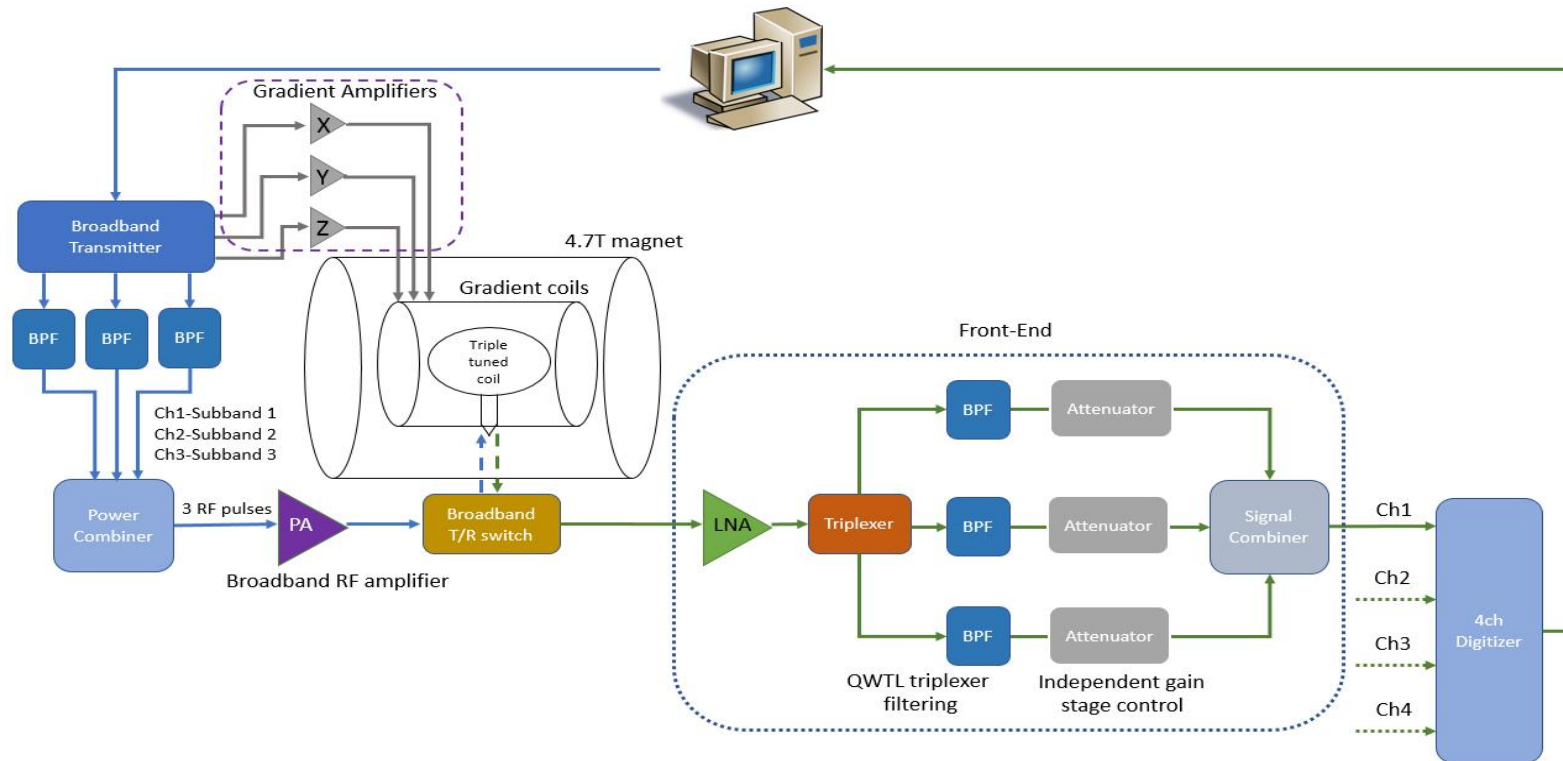 Gradient Amplifiers
X
Y
Z
Broadband
Transmitter
4.7T magnet
Gradient coils
Triple
tuned
coil
BPF
BPF
BPF
Ch1-Subband 1
Ch2-Subband 2
Ch3-Subband 3
Power
Combiner
3 RF pulses
PA
Broadband RF amplifier
Broadband
T/R switch
Front-End
LNA
Triplexer
BPF
Attenuator
BPF
Attenuator
BPF
Attenuator
QWTL triplexer
filtering
Independent gain
stage control
Signal
Combiner
Ch1
Ch2
Ch3
Ch4
4ch
Digitizer